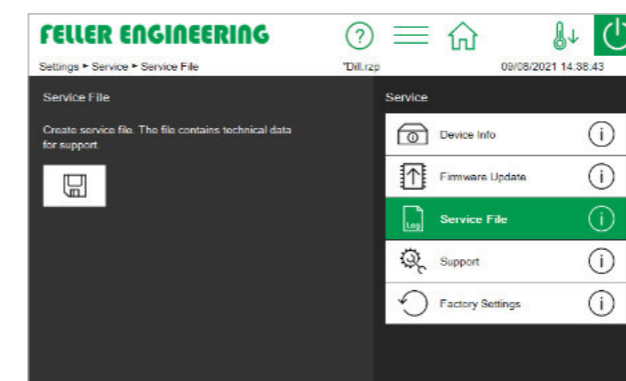 FELLER ENGINEERING
Settings ► Service ► Service File
*Dill.rzp
09/08/2021 14:38:43
Service File
Create service file. The file contains technical data
for support.
Service
Device Info
Firmware Update
Log
Service File
Support
Factory Settings